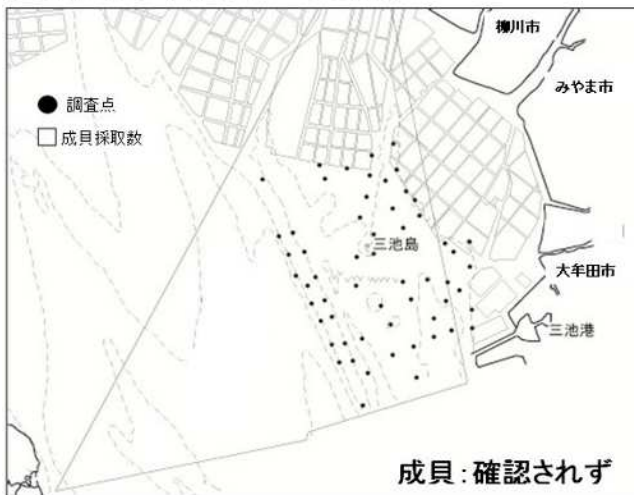 柳川市
みやま市
調査点
成貝採取数
三池島
大牟田市
三池港
成貝：確認されず